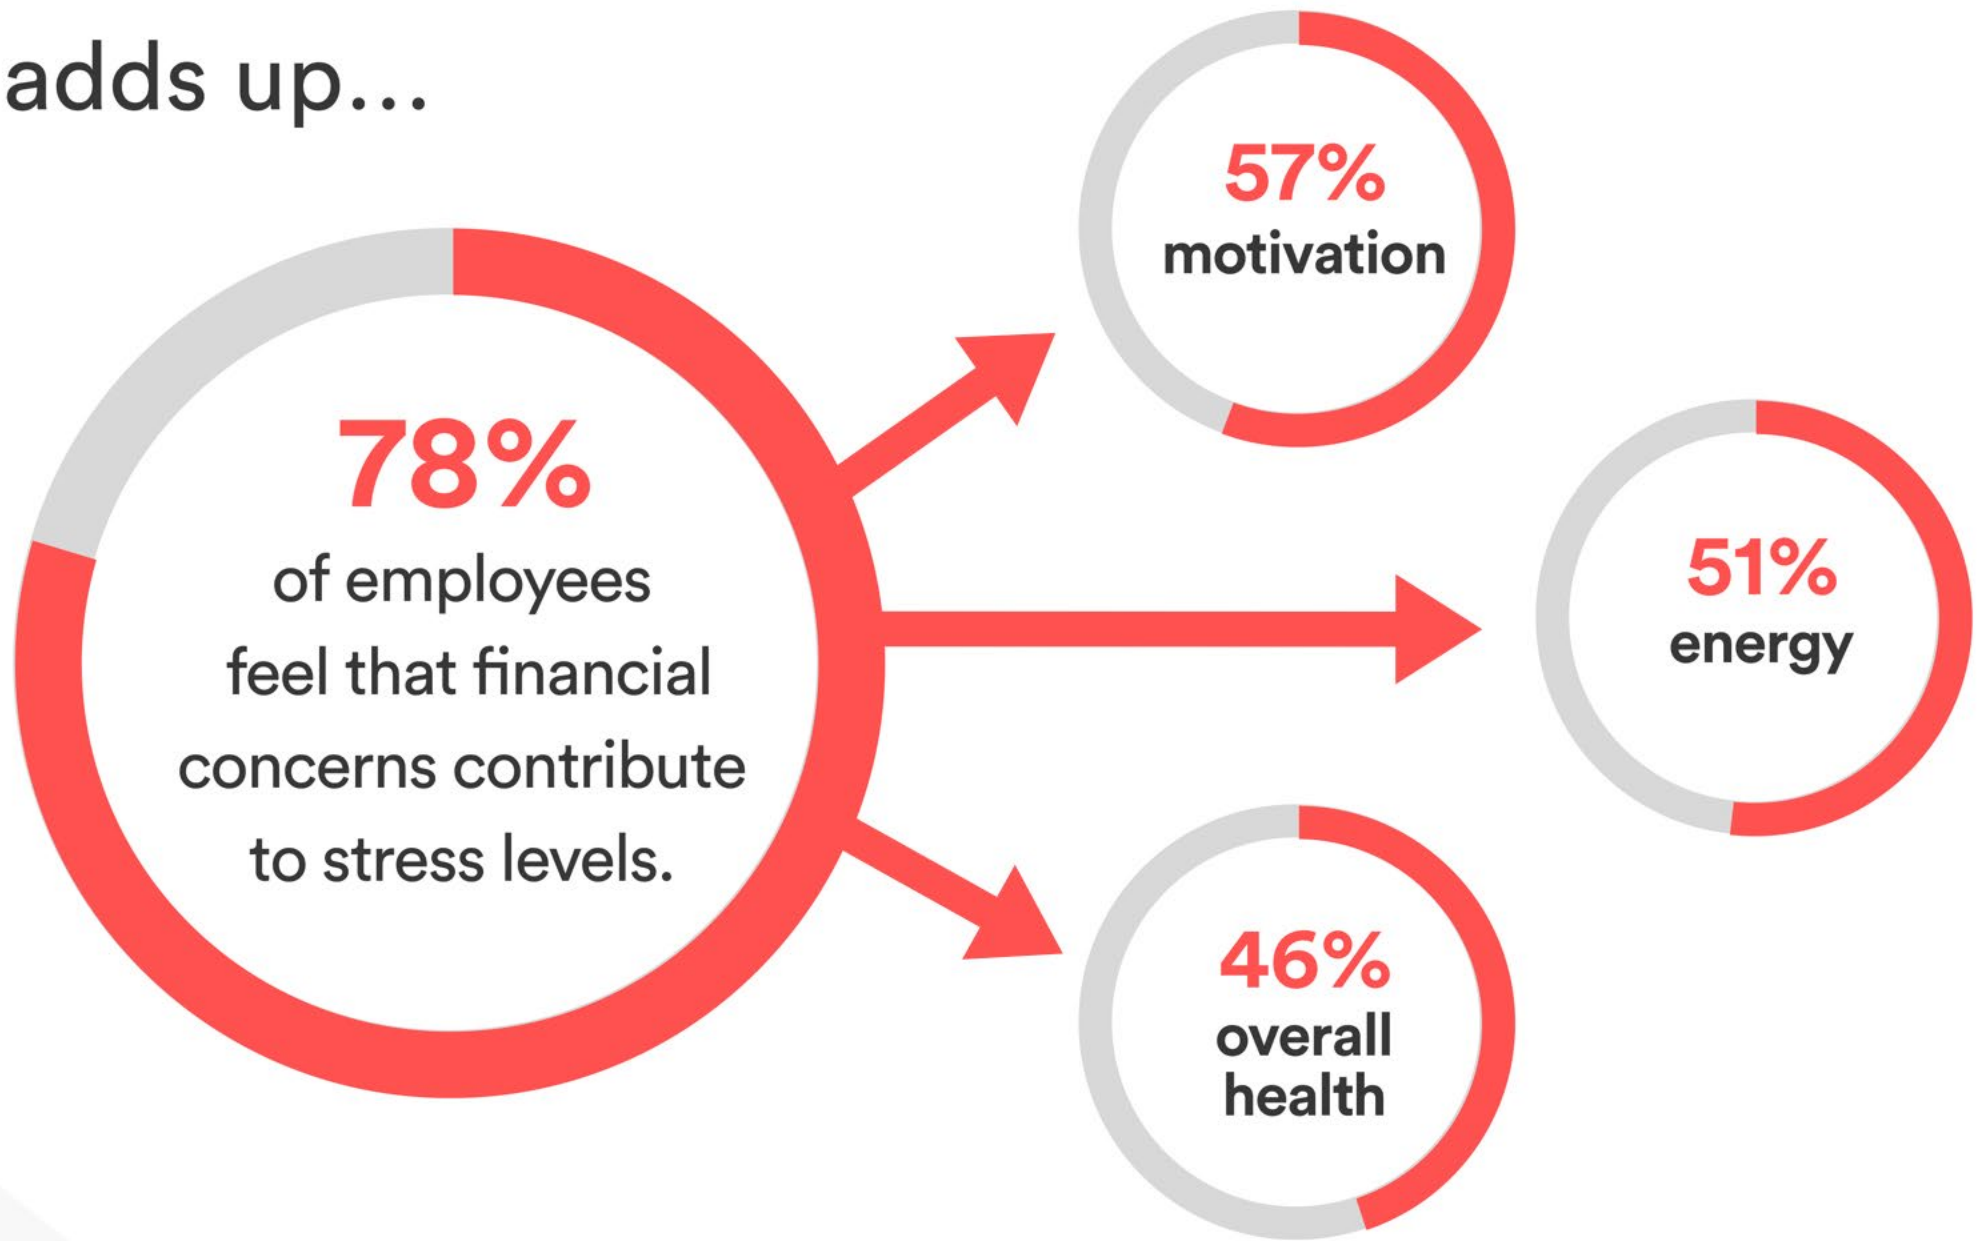 adds up...
78%
of employees
feel that financial
concerns contribute
to stress levels.
57%
motivation
51%
energy
46%
overall
health